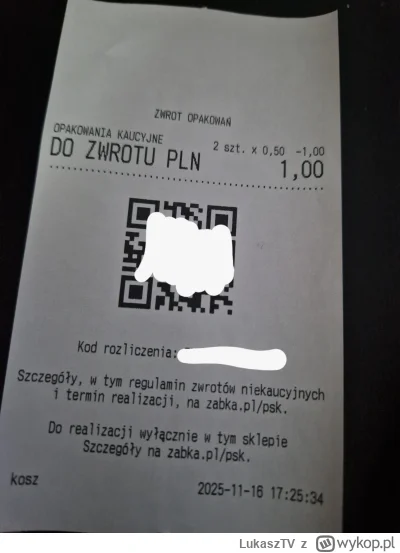 ZWROT OPAKOWAŃ
OPAKOWANIA KAUCYJNE 2 szt. x 0,50 -1,00
DO ZWROTU PLN 1,00
Kod rozliczenia:
Szczegóły, w tym regulamin zwrotów niekaucyjnych
i termin realizacji, na zabka.pl/psk.
Do realizacji wyłącznie w tym sklepie
Szczegóły na zabka.pl/psk.
kosz 2025-11-16 17:25:34
LukaszTV z wykop.pl